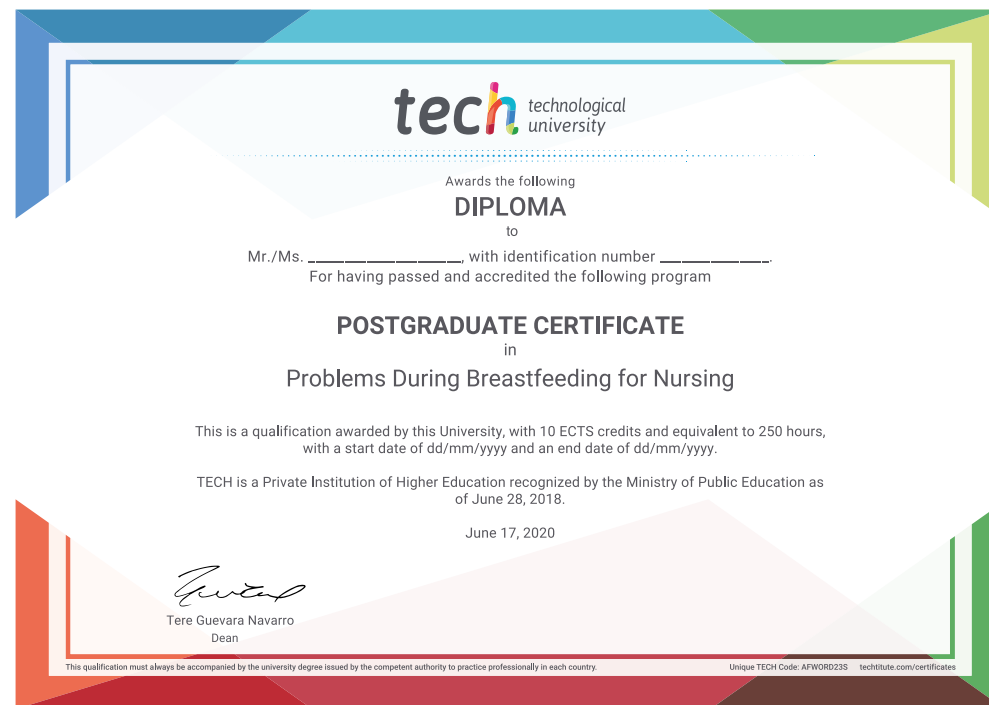 tech technological
university
Awards the following
DIPLOMA
to
Mr./Ms. ________________, with identification number ____________.
For having passed and accredited the following program
POSTGRADUATE CERTIFICATE
in
Problems During Breastfeeding for Nursing
This is a qualification awarded by this University, with 10 ECTS credits and equivalent to 250 hours,
with a start date of dd/mm/yyyy and an end date of dd/mm/yyyy.
TECH is a Private Institution of Higher Education recognized by the Ministry of Public Education as
of June 28, 2018.
June 17, 2020
Tere Guevara Navarro
Dean
This qualification must always be accompanied by the university degree issued by the competent authority to practice professionally in each country.
Unique TECH Code: AFWORD23S techtitute.com/certificates